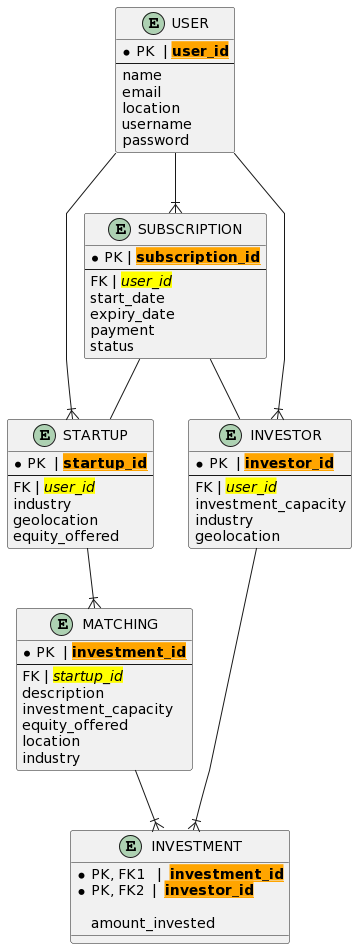 E USER
PK | user_id
name
email
location
username
password
E SUBSCRIPTION
PK | subscription_id
FK | user_id
start_date
expiry_date
payment
status
E STARTUP
PK | startup_id
FK | user_id
industry
geolocation
equity_offered
E INVESTOR
PK | investor_id
FK | user_id
investment_capacity
industry
geolocation
E MATCHING
PK | investment_id
FK | startup_id
description
investment_capacity
equity_offered
location
industry
E INVESTMENT
PK, FK1 | investment_id
PK, FK2 | investor_id
amount_invested